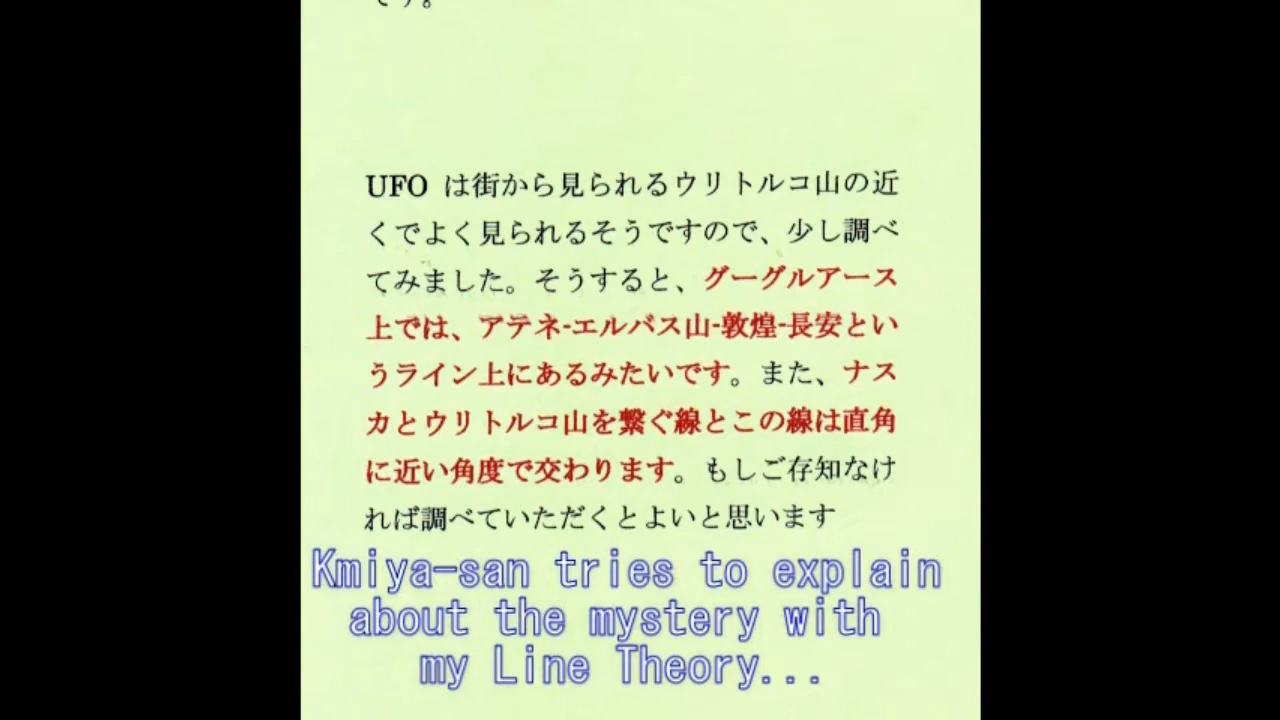 です。
UFO は街から見られるウリトルコ山の近
くでよく見られるそうですので、少し調べ
てみました。そうすると、グーグルアース
上では、アテネ-エルバス山-敦煌-長安とい
うライン上にあるみたいです。また、ナス
カとウリトルコ山を繋ぐ線とこの線は直角
に近い角度で交わります。もしご存知なけ
れば調べていただくとよいと思います
Kmiya-san tries to explain
about the mystery with
my Line Theory...